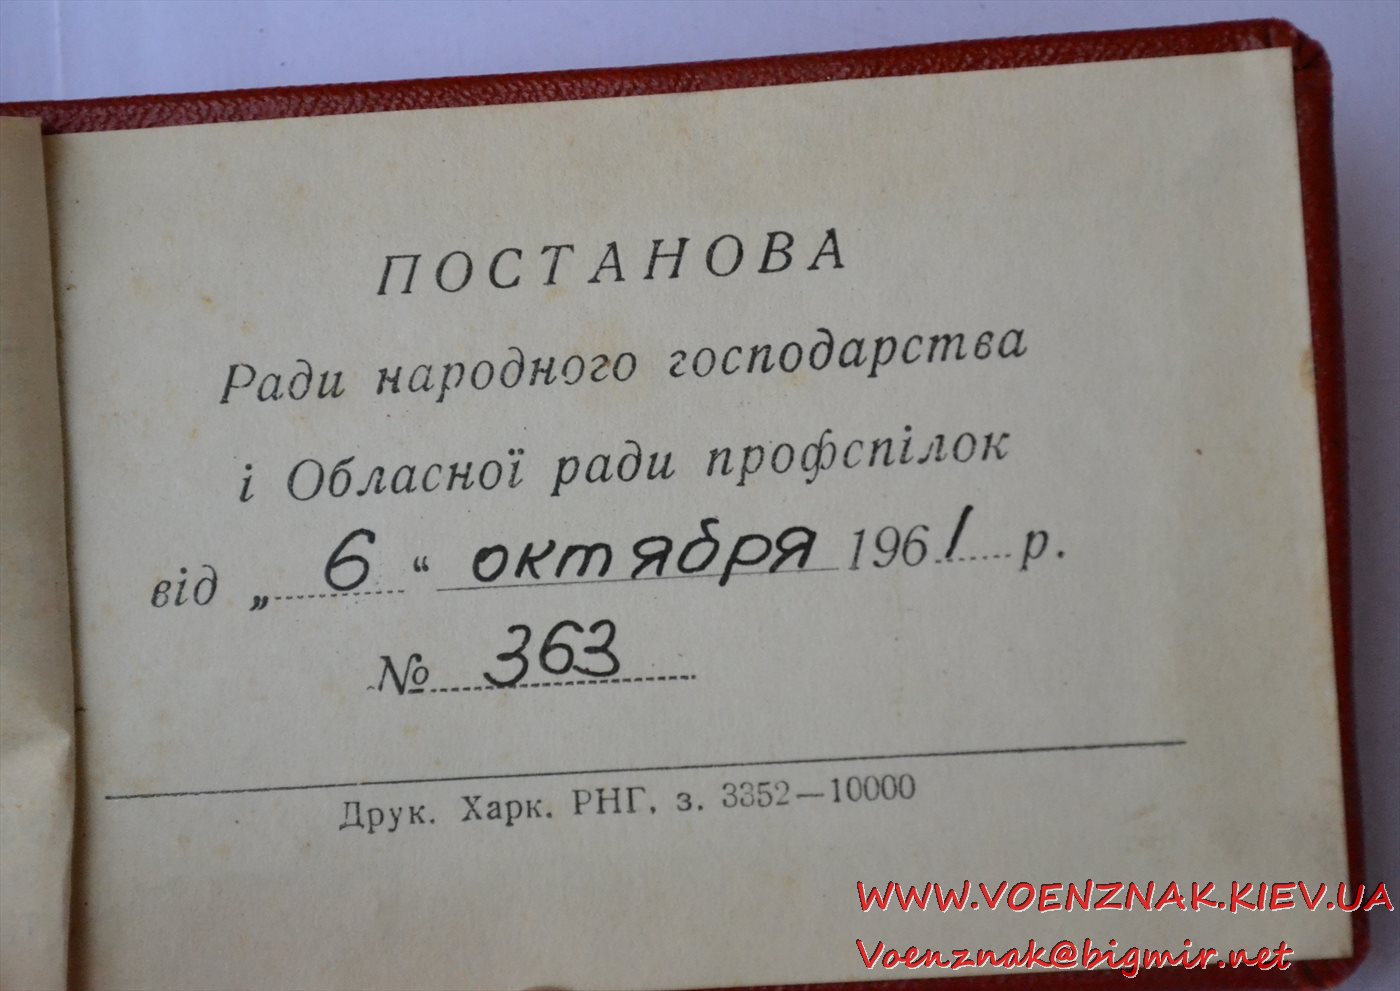 ПОСТАНОВА
Ради народного господарства
і Обласної ради профспілок
від „ 6 “ октября 1961 р.
№ 363
Друк. Харк. РНГ, з. 3352—10000
WWW.VOENZNAK.KIEV.UA
Voenznak@bigmir.net